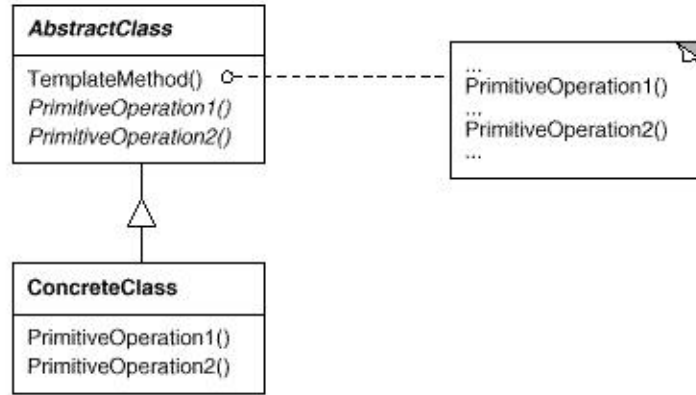 AbstractClass
TemplateMethod()
PrimitiveOperation1()
PrimitiveOperation2()
...
PrimitiveOperation1()
...
PrimitiveOperation2()
...
ConcreteClass
PrimitiveOperation1()
PrimitiveOperation2()